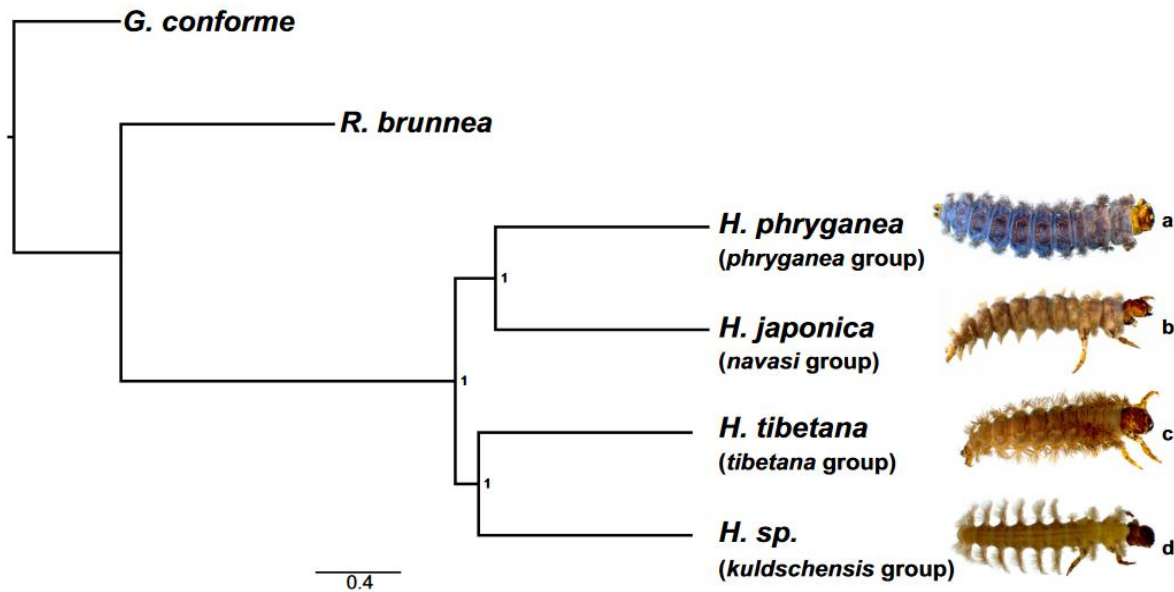 G. conforme
R. brunnea
H. phryganea
(phryganea group)
a
1
H. japonica
(navasi group)
b
1
H. tibetana
(tibetana group)
c
1
H. sp.
(kuldschensis group)
d
0.4